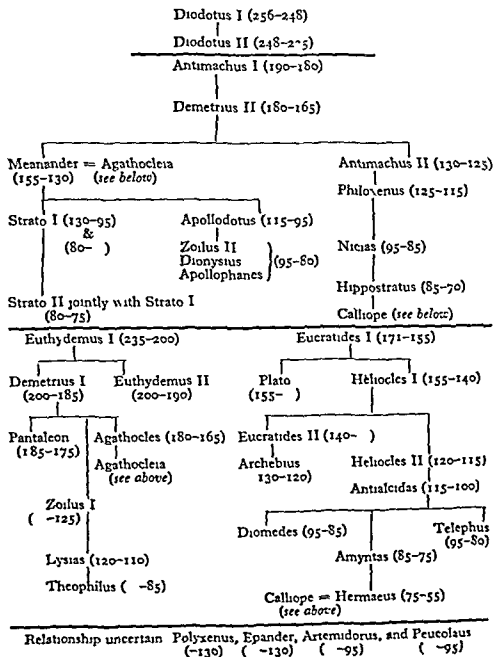 Diodotus I (256-248)
Diodotus II (248-2 5)
Antimachus I (190-180)
Demetrius II (180-165)
Meanander = Agathocleia
(155-130) (see below)
Antimachus II (130-125)
Philoxenus (125-115)
Strato I (130-95)
&
(80- )
Apollodotus (115-95)
Zoilus II
Dionysius
Apollophanes
(95-80)
Nicias (95-85)
Hippostratus (85-70)
Strato II jointly with Strato I
(80-75)
Calliope (see below)
Euthydemus I (235-200)
Eucratides I (171-155)
Demetrius I
(200-185)
Euthydemus II
(200-190)
Plato
(155- )
Heliocles I (155-140)
Pantaleon
(185-175)
Agathocles (180-165)
Agathocleia
(see above)
Eucratides II (140- )
Archebius
130-120)
Heliocles II (120-115)
Antialcidas (115-100)
Zoilus I
( -125)
Diomedes (95-85)
Telephus
(95-80)
Lysias (120-110)
Amyntas (85-75)
Theophilus ( -85)
Calliope = Hermaeus (75-55)
(see above)
Relationship uncertain Polyxenus, Epander, Artemidorus, and Peucolaus
(-130) ( -130) ( -95) ( -95)